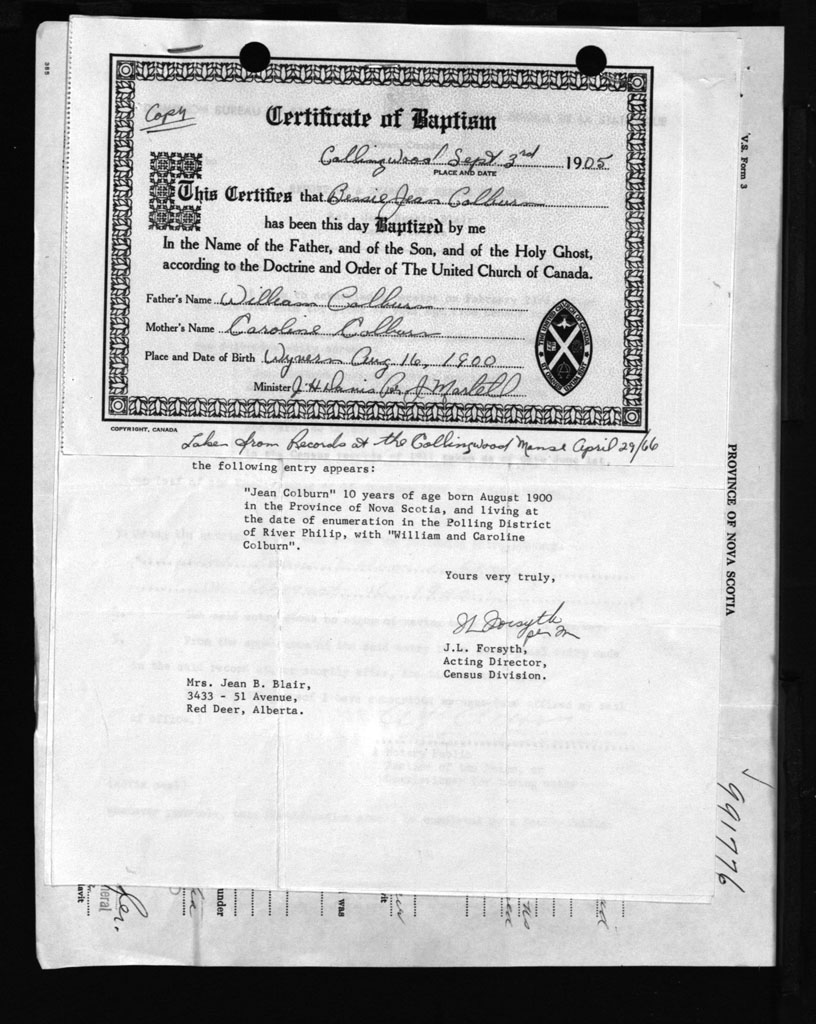 Copy
Certificate of Baptism
Collingwood Sept 3rd 1905
PLACE AND DATE
This Certifies that Bessie Jean Colburn
has been this day Baptized by me
In the Name of the Father, and of the Son, and of the Holy Ghost,
according to the Doctrine and Order of The United Church of Canada.
Father's Name William Colburn
Mother's Name Caroline Colburn
Place and Date of Birth Wyvern Aug 16, 1900
Minister
COPYRIGHT, CANADA
Taken from Records at the Collingwood Manse April 29/66
the following entry appears:
"Jean Colburn" 10 years of age born August 1900
in the Province of Nova Scotia, and living at
the date of enumeration in the Polling District
of River Philip, with "William and Caroline
Colburn".
Yours very truly,
JL Forsyth
per
J.L. Forsyth,
Acting Director,
Census Division.
Mrs. Jean B. Blair,
3433 - 51 Avenue,
Red Deer, Alberta.
V.S. Form 3
PROVINCE OF NOVA SCOTIA
991776
under
was